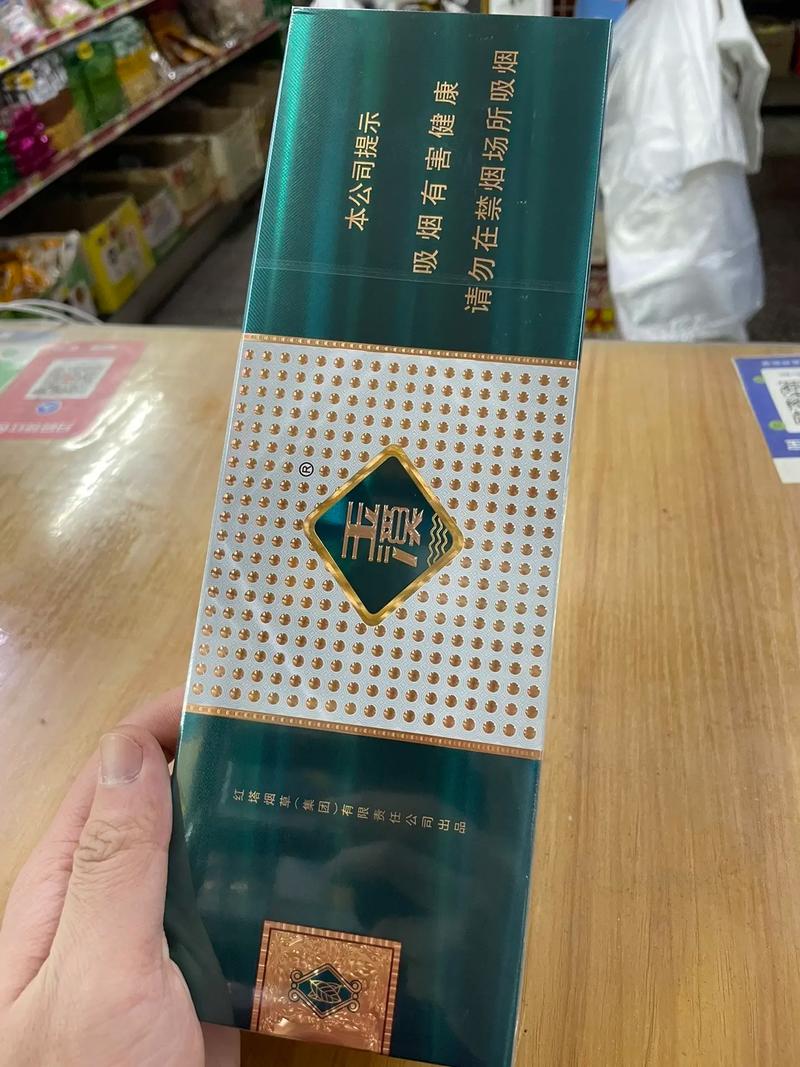 本公司提示
吸烟有害健康
请勿在禁烟场所吸烟
®
玉溪
红塔烟草(集团)有限责任公司出品